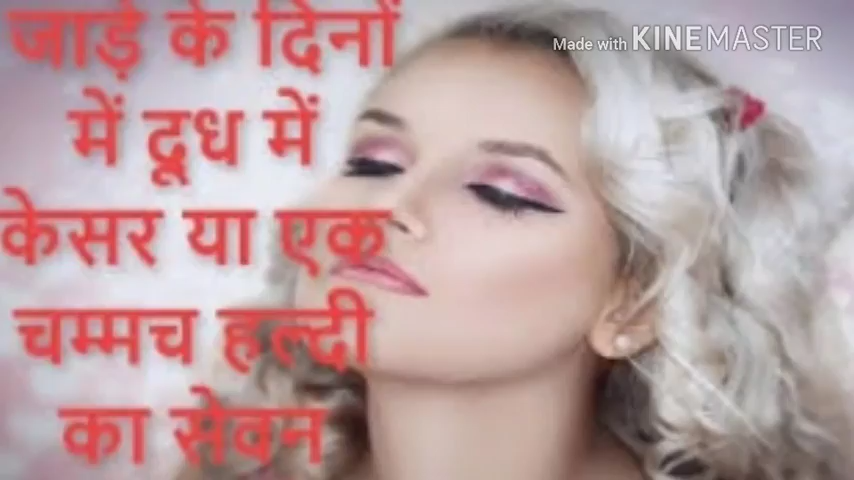 Made with KINEMASTER
जाड़े के दिनों
में दूध में
केसर या एक
चम्मच हल्दी
का सेवन